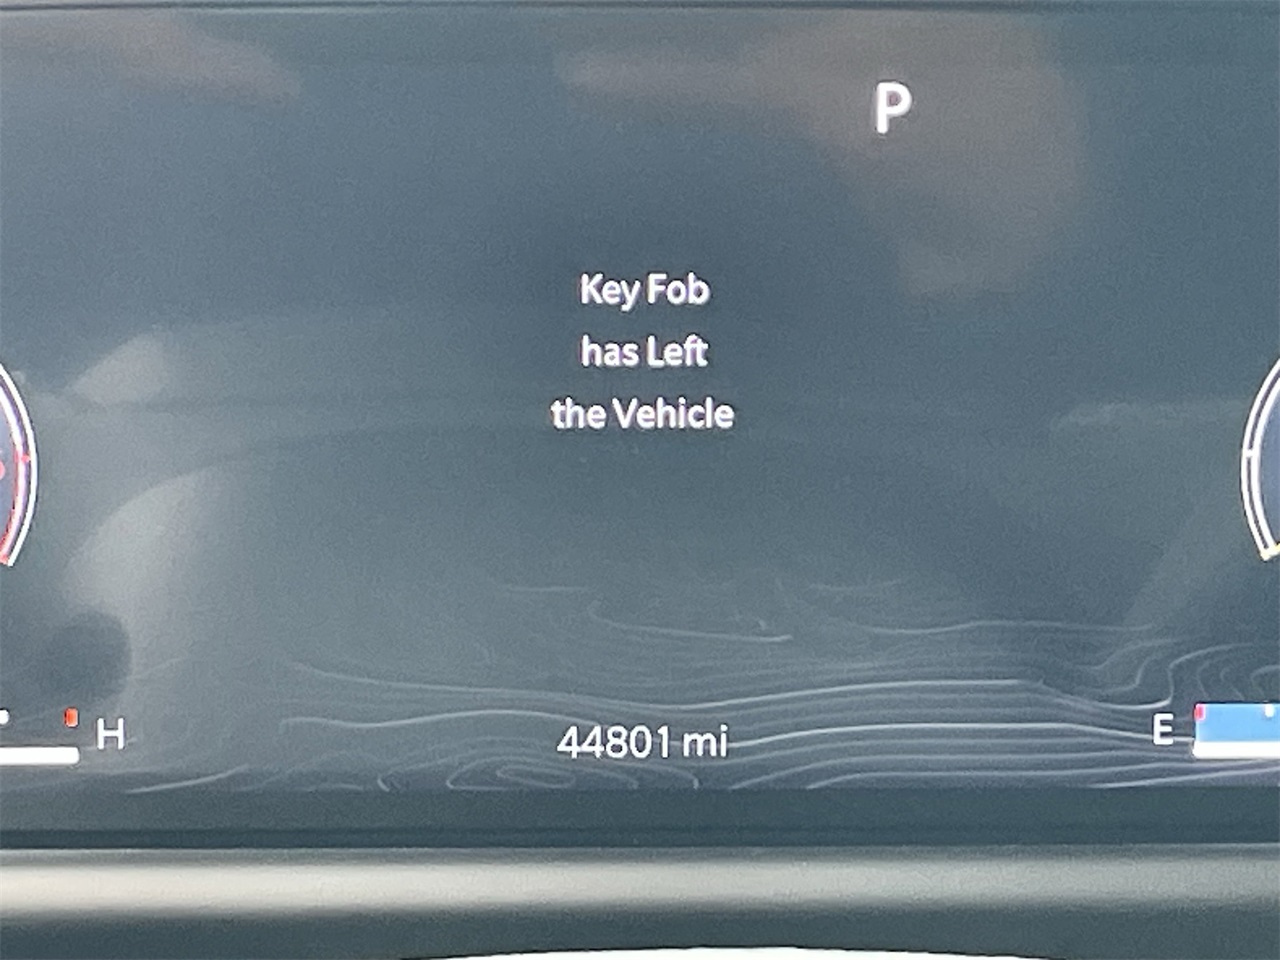 P
Key Fob
has Left
the Vehicle
H
44801 mi
E